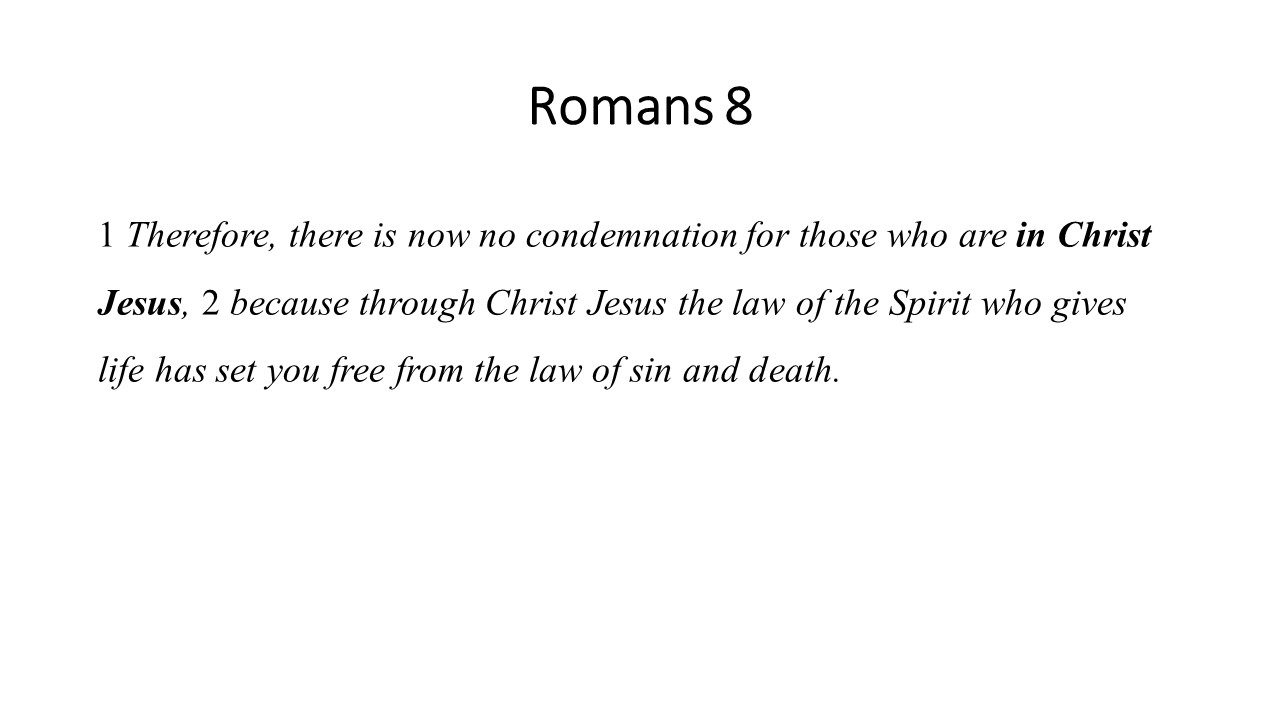 Romans 8
1 Therefore, there is now no condemnation for those who are in Christ
Jesus, 2 because through Christ Jesus the law of the Spirit who gives
life has set you free from the law of sin and death.